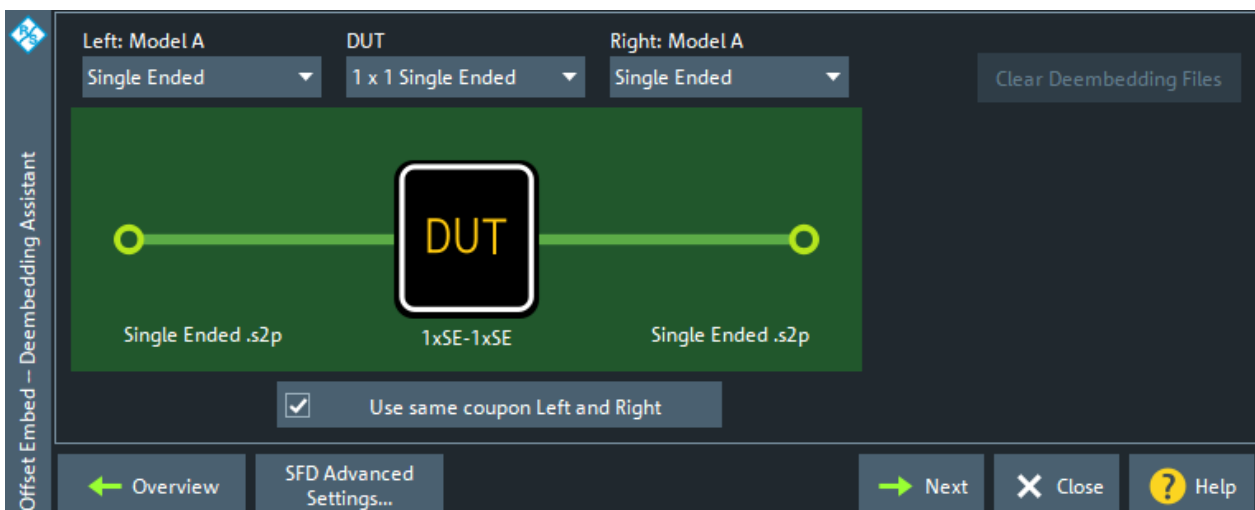 R&S
Offset Embed – Deembedding Assistant
Left: Model A
DUT
Right: Model A
Single Ended
1 x 1 Single Ended
Single Ended
Clear Deembedding Files
DUT
Single Ended .s2p
1xSE-1xSE
Single Ended .s2p
Use same coupon Left and Right
Overview
SFD Advanced
Settings...
Next
Close
? Help